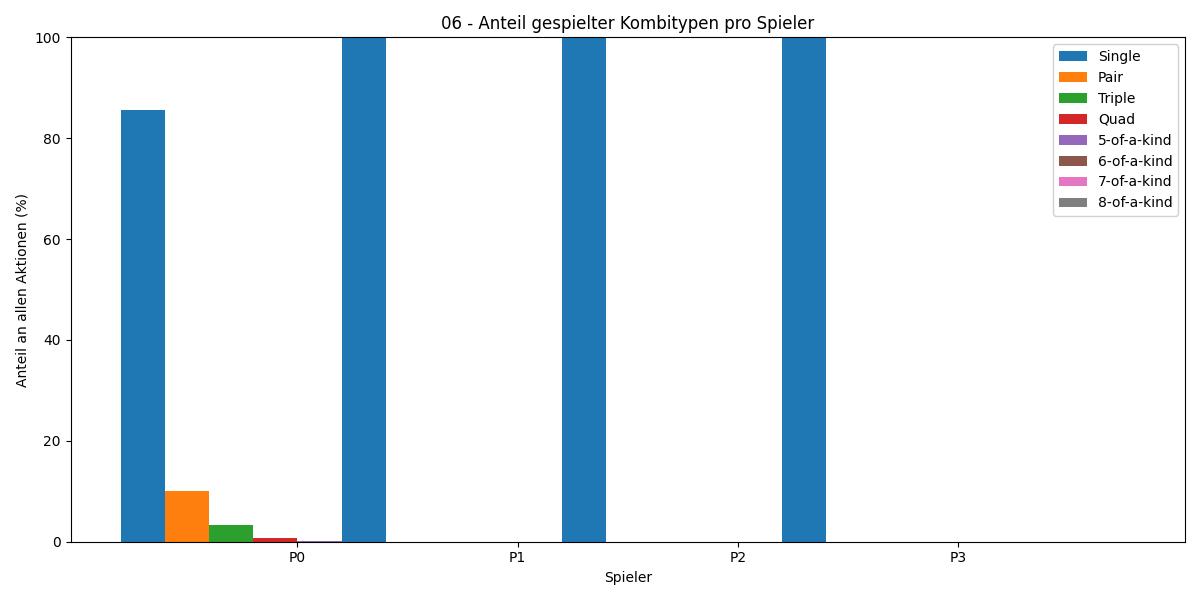 06 - Anteil gespielter Kombitypen pro Spieler
100
80
60
40
20
0
Anteil an allen Aktionen (%)
P0 P1 P2 P3
Spieler
Single
Pair
Triple
Quad
5-of-a-kind
6-of-a-kind
7-of-a-kind
8-of-a-kind